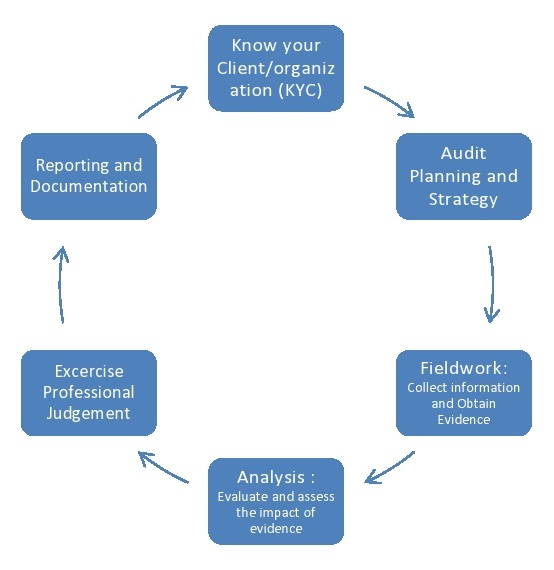 Know your
Client/organiz
ation (KYC)
Audit
Planning and
Strategy
Fieldwork:
Collect information
and Obtain
Evidence
Analysis :
Evaluate and assess
the impact of
evidence
Excercise
Professional
Judgement
Reporting and
Documentation